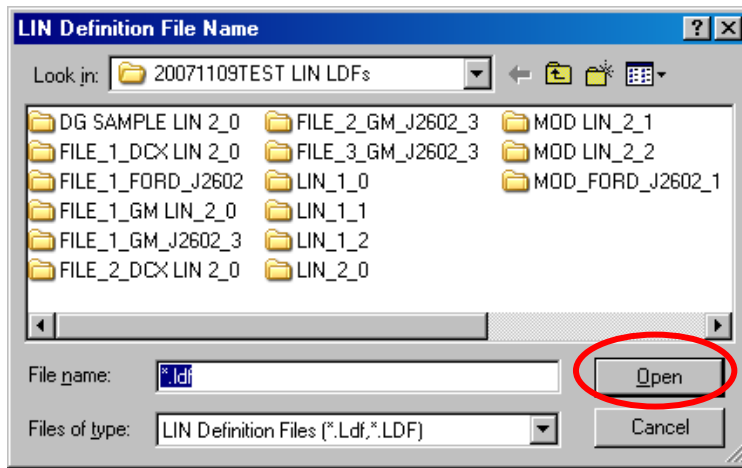 LIN Definition File Name
Look in: 20071109TEST LIN LDFs
DG SAMPLE LIN 2_0 FILE_2_GM_J2602_3 MOD LIN_2_1
FILE_1_DCX LIN 2_0 FILE_3_GM_J2602_3 MOD LIN_2_2
FILE_1_FORD_J2602 LIN_1_0 MOD_FORD_J2602_1
FILE_1_GM LIN_2_0 LIN_1_1
FILE_1_GM_J2602_3 LIN_1_2
FILE_2_DCX LIN 2_0 LIN_2_0
File name: *.ldf Open
Files of type: LIN Definition Files (*.Ldf,*.LDF) Cancel